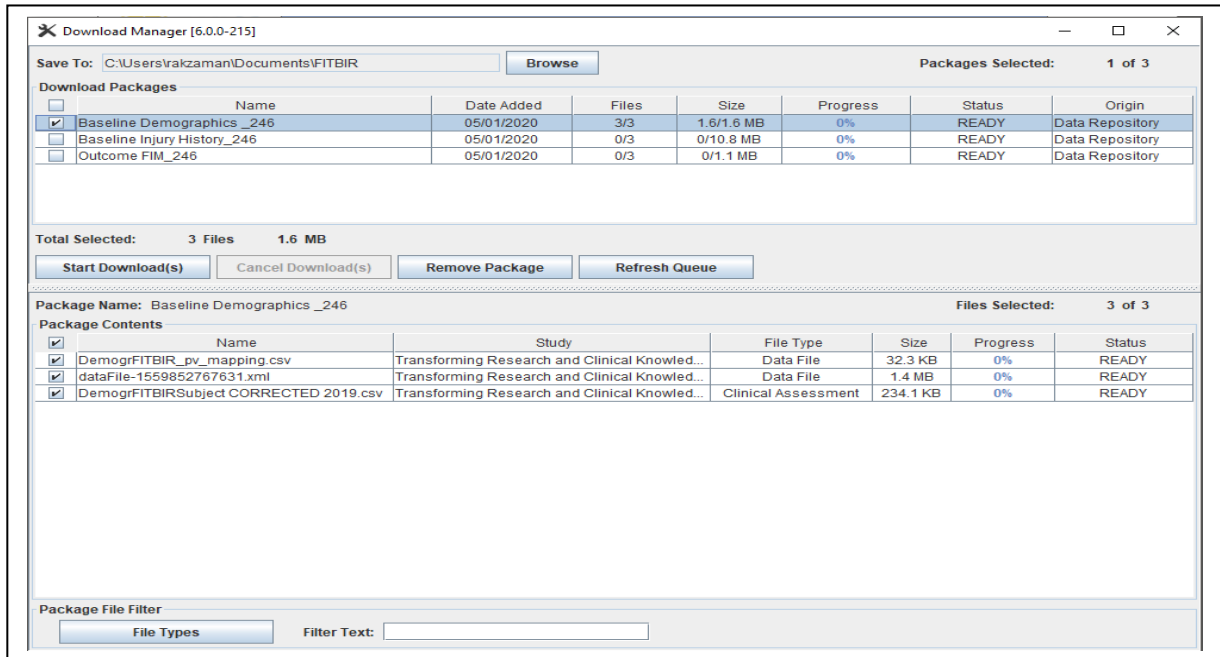 Download Manager [6.0.0-215]
Save To: C:\Users\rakzaman\Documents\FITBIR Browse Packages Selected: 1 of 3
Download Packages
Name Date Added Files Size Progress Status Origin
Baseline Demographics _246 05/01/2020 3/3 1.6/1.6 MB 0% READY Data Repository
Baseline Injury History_246 05/01/2020 0/3 0/10.8 MB 0% READY Data Repository
Outcome FIM_246 05/01/2020 0/3 0/1.1 MB 0% READY Data Repository
Total Selected: 3 Files 1.6 MB
Start Download(s) Cancel Download(s) Remove Package Refresh Queue
Package Name: Baseline Demographics _246 Files Selected: 3 of 3
Package Contents
Name Study File Type Size Progress Status
DemogrFITBIR_pv_mapping.csv Transforming Research and Clinical Knowled... Data File 32.3 KB 0% READY
dataFile-1559852767631.xml Transforming Research and Clinical Knowled... Data File 1.4 MB 0% READY
DemogrFITBIRSubject CORRECTED 2019.csv Transforming Research and Clinical Knowled... Clinical Assessment 234.1 KB 0% READY
Package File Filter
File Types Filter Text: